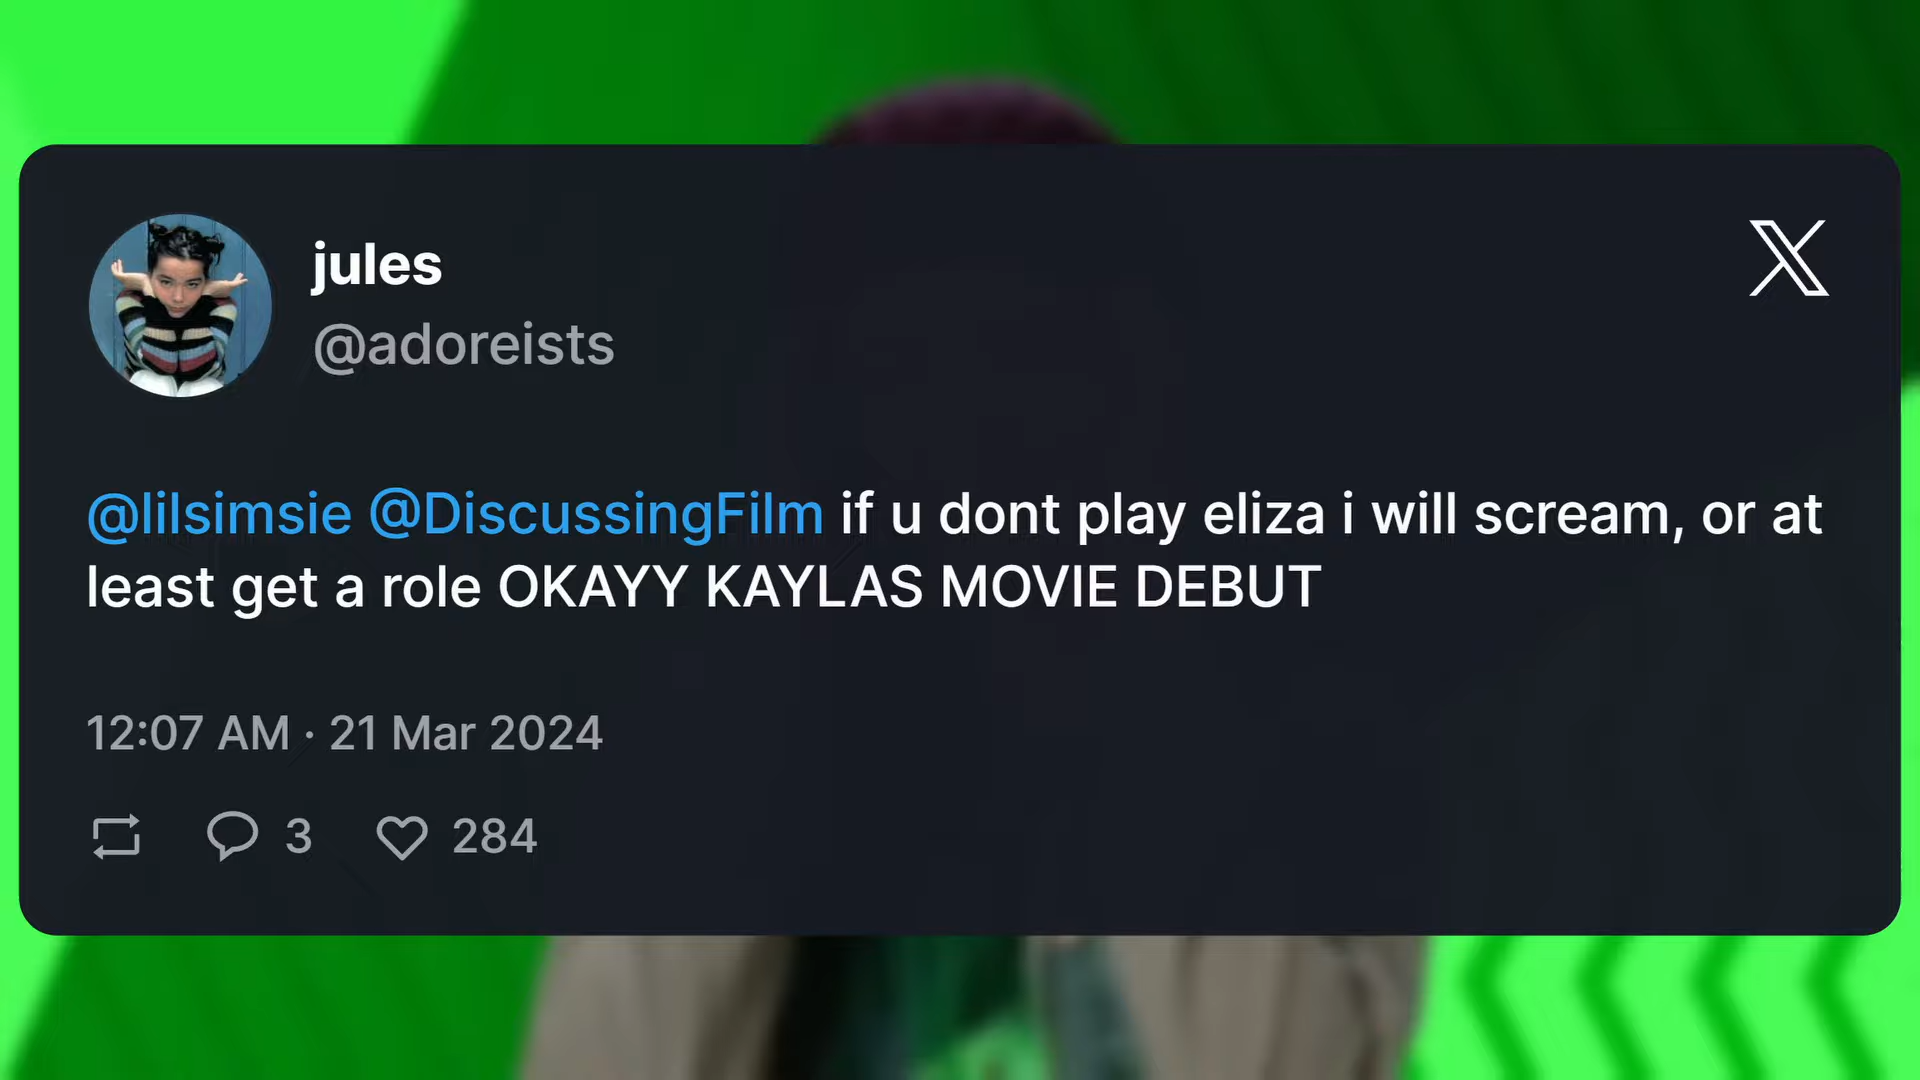 jules
@adoreists
@lilsimsie @DiscussingFilm if u dont play eliza i will scream, or at
least get a role OKAYY KAYLAS MOVIE DEBUT
12:07 AM · 21 Mar 2024
3 284